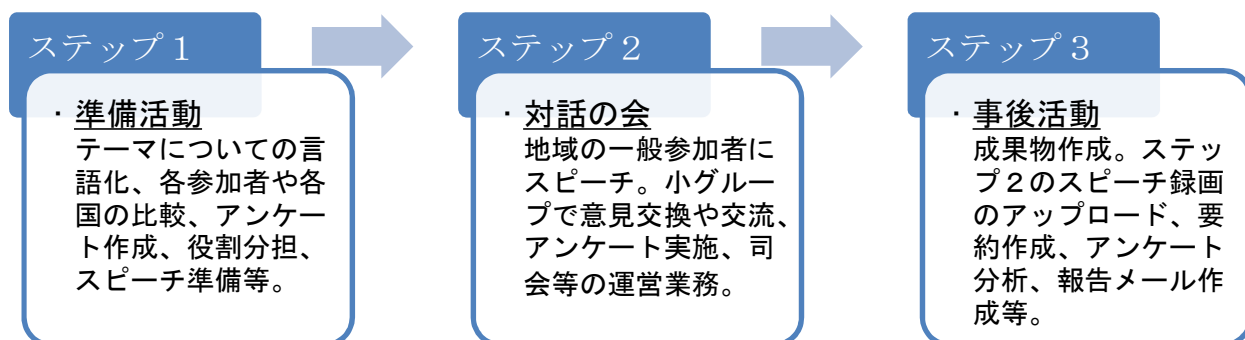 ステップ１
・準備活動
テーマについての言
語化、各参加者や各
国の比較、アンケー
ト作成、役割分担、
スピーチ準備等。
ステップ２
・対話の会
地域の一般参加者に
スピーチ。小グルー
プで意見交換や交流、
アンケート実施、司
会等の運営業務。
ステップ３
・事後活動
成果物作成。ステッ
プ２のスピーチ録画
のアップロード、要
約作成、アンケート
分析、報告メール作
成等。